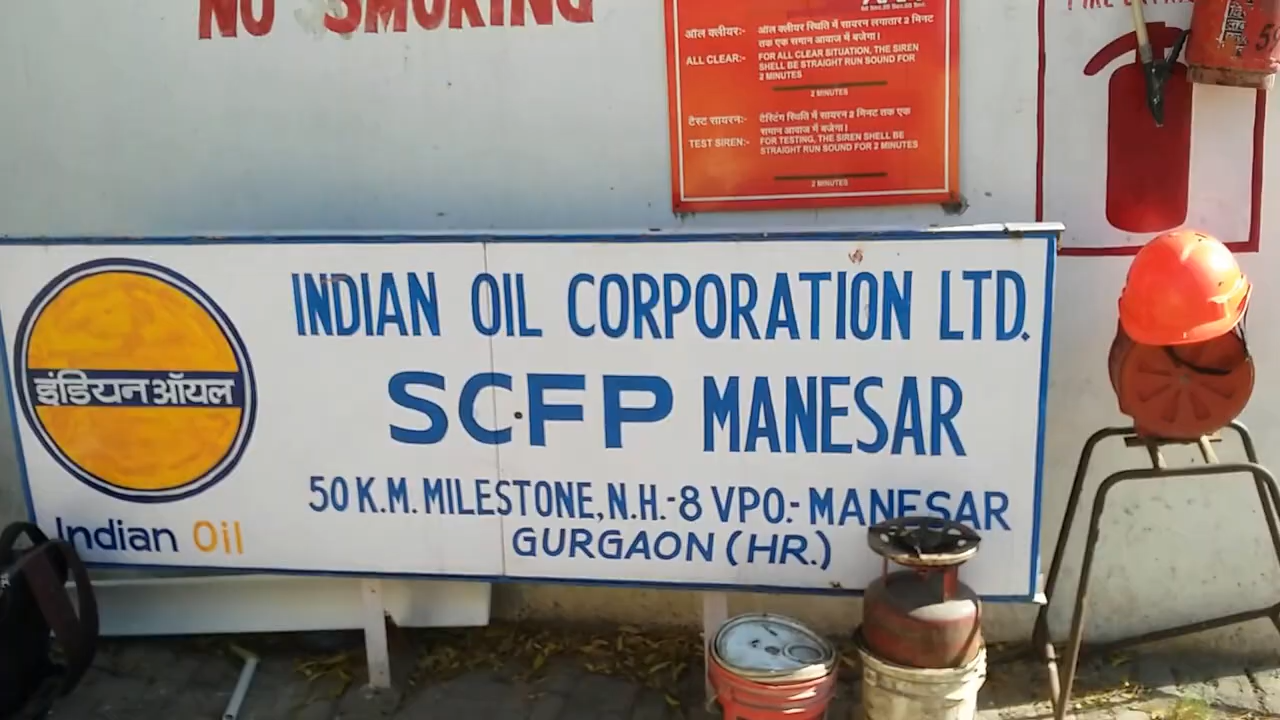 NO SMOKING
ऑल क्लीयर:- ऑल क्लीयर स्थिति में सायरन लगातार 2 मिनट
तक एक समान आवाज में बजेगा।
ALL CLEAR:- FOR ALL CLEAR SITUATION, THE SIREN
SHELL BE STRAIGHT RUN SOUND FOR
2 MINUTES
2 MINUTES
टैस्ट सायरन:- टैस्टिंग स्थिति में सायरन 2 मिनट तक एक
समान आवाज में बजेगा।
TEST SIREN:- FOR TESTING, THE SIREN SHELL BE
STRAIGHT RUN SOUND FOR 2 MINUTES
2 MINUTES
इंडियनऑयल
Indian Oil
INDIAN OIL CORPORATION LTD.
SCFP MANESAR
50 K.M. MILESTONE, N.H.-8 VPO:- MANESAR
GURGAON (HR.)